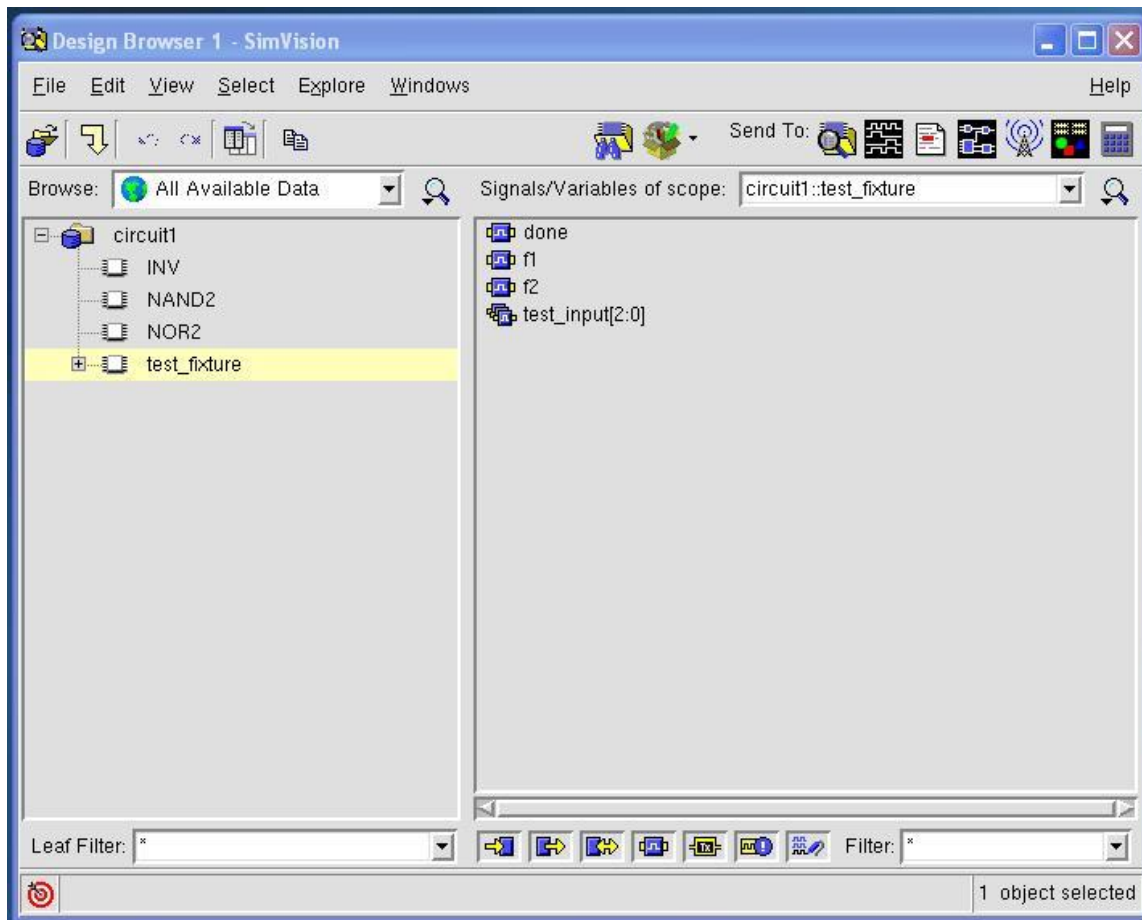 Design Browser 1 - SimVision
File Edit View Select Explore Windows Help
Send To:
Browse: All Available Data Signals/Variables of scope: circuit1::test_fixture
circuit1
INV
NAND2
NOR2
test_fixture
done
f1
f2
test_input[2:0]
Leaf Filter: * Filter: *
1 object selected